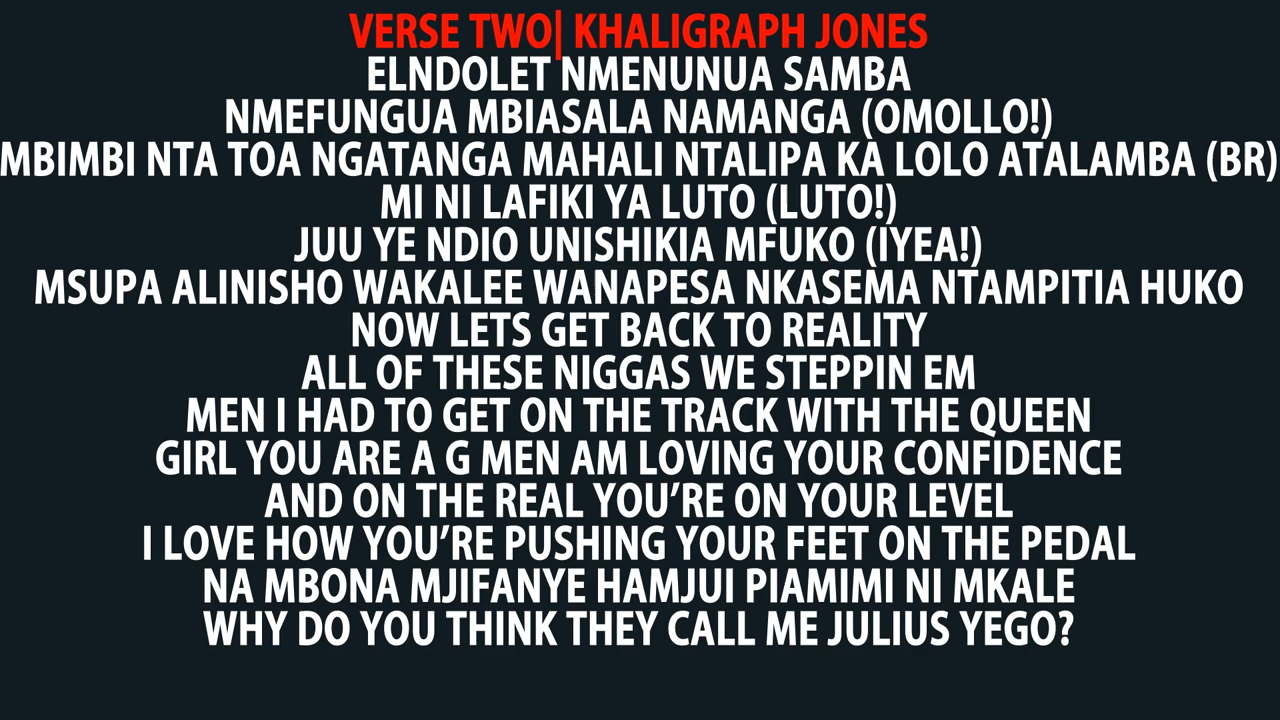 VERSE TWO| KHALIGRAPH JONES
ELNDOLET NMENUNUA SAMBA
NMEFUNGUA MBIASALA NAMANGA (OMOLLO!)
MBIMBI NTA TOA NGATANGA MAHALI NTALIPA KA LOLO ATALAMBA (BR)
MI NI LAFIKI YA LUTO (LUTO!)
JUU YE NDIO UNISHIKIA MFUKO (IYEA!)
MSUPA ALINISHO WAKALEE WANAPESA NKASEMA NTAMPITIA HUKO
NOW LETS GET BACK TO REALITY
ALL OF THESE NIGGAS WE STEPPIN EM
MEN I HAD TO GET ON THE TRACK WITH THE QUEEN
GIRL YOU ARE A G MEN AM LOVING YOUR CONFIDENCE
AND ON THE REAL YOU’RE ON YOUR LEVEL
I LOVE HOW YOU’RE PUSHING YOUR FEET ON THE PEDAL
NA MBONA MJIFANYE HAMJUI PIAMIMI NI MKALE
WHY DO YOU THINK THEY CALL ME JULIUS YEGO?